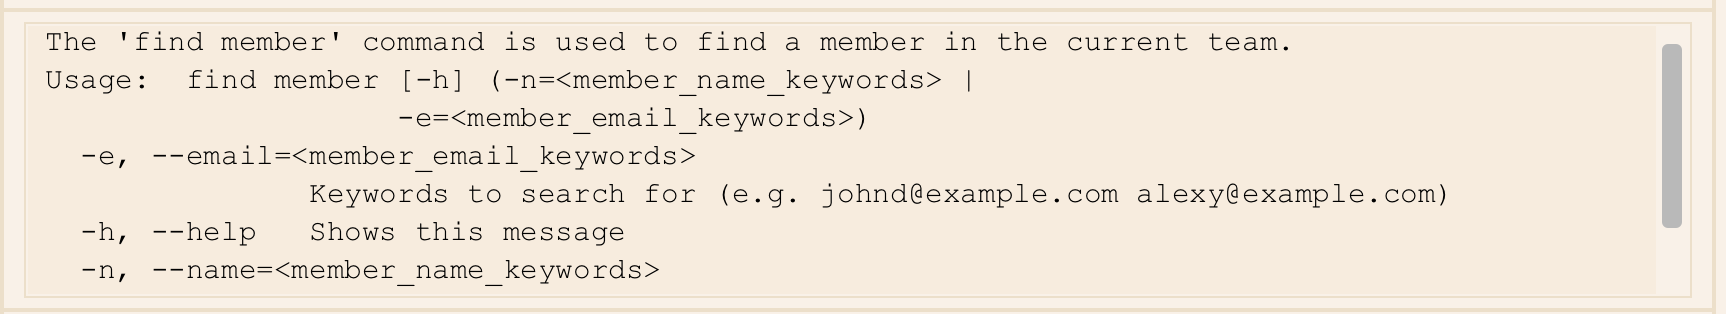 The 'find member' command is used to find a member in the current team.
Usage:  find member [-h] (-n=<member_name_keywords> |
                    -e=<member_email_keywords>)
  -e, --email=<member_email_keywords>
               Keywords to search for (e.g. johnd@example.com alexy@example.com)
  -h, --help   Shows this message
  -n, --name=<member_name_keywords>